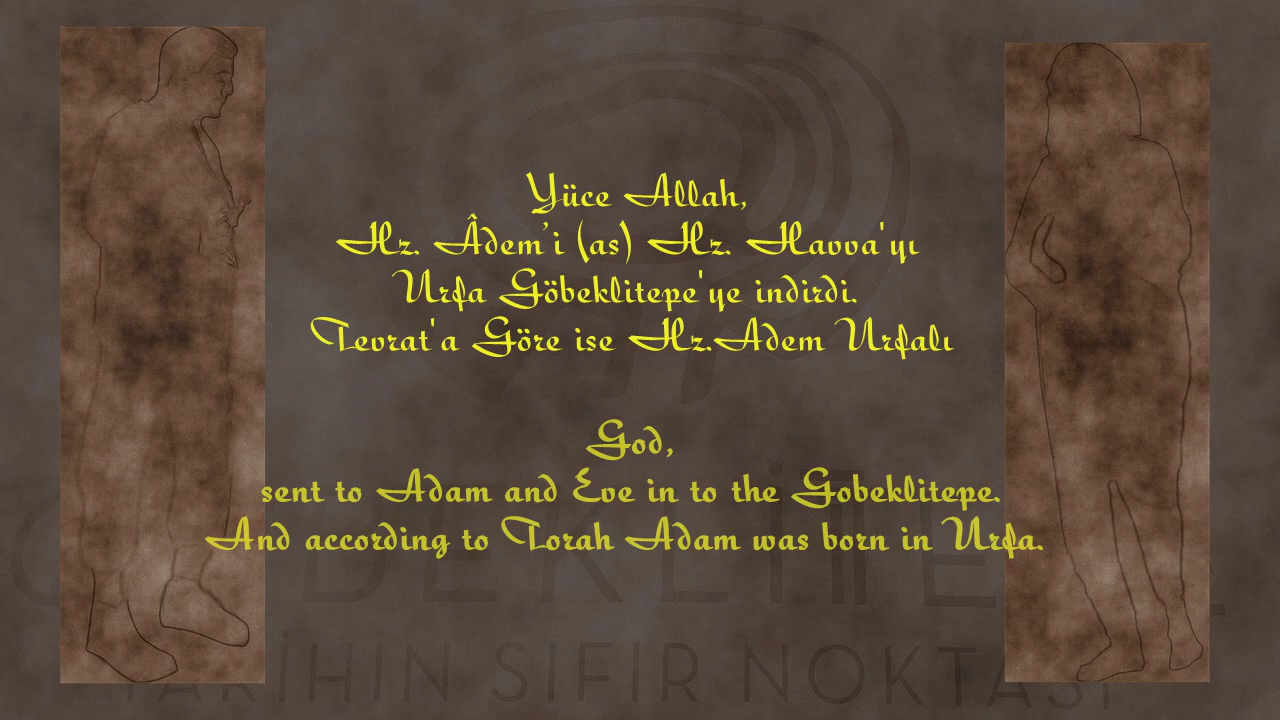 Yüce Allah,
Hz. Âdem'i (as) Hz. Havva'yı
Urfa Göbeklitepe'ye indirdi.
Tevrat'a Göre ise Hz.Adem Urfalı
God,
sent to Adam and Eve in to the Gobeklitepe.
And according to Torah Adam was born in Urfa.
TARİHİN SIFIR NOKTASI